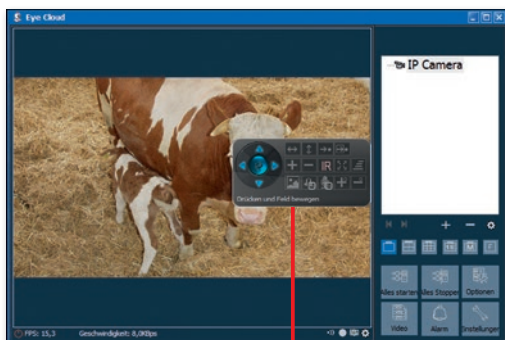 Eye Cloud
IP Camera
IR
Drücken und Feld bewegen
Alles starten
Alles Stoppen
Optionen
Video
Alarm
Einstellungen
FPS: 15,3
Geschwindigkeit: 8,0KBps